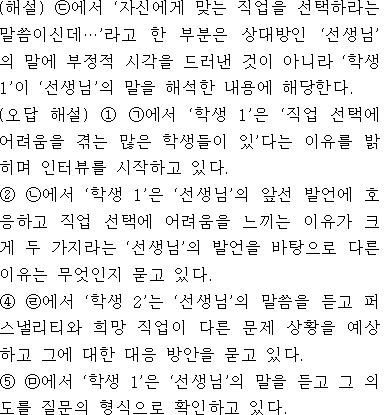 (해설) ㉢에서 ‘자신에게 맞는 직업을 선택하라는
말씀이신데…’라고 한 부분은 상대방인 ‘선생님’
의 말에 부정적 시각을 드러낸 것이 아니라 ‘학생
1’이 ‘선생님’의 말을 해석한 내용에 해당한다.
(오답 해설) ① ㉠에서 ‘학생 1’은 ‘직업 선택에
어려움을 겪는 많은 학생들이 있’다는 이유를 밝
히며 인터뷰를 시작하고 있다.
② ㉡에서 ‘학생 1’은 ‘선생님’의 앞선 발언에 호
응하고 직업 선택에 어려움을 느끼는 이유가 크
게 두 가지라는 ‘선생님’의 발언을 바탕으로 다른
이유는 무엇인지 묻고 있다.
④ ㉣에서 ‘학생 2’는 ‘선생님’의 말씀을 듣고 퍼
스낼리티와 희망 직업이 다른 문제 상황을 예상
하고 그에 대한 대응 방안을 묻고 있다.
⑤ ㉤에서 ‘학생 1’은 ‘선생님’의 말을 듣고 그 의
도를 질문의 형식으로 확인하고 있다.